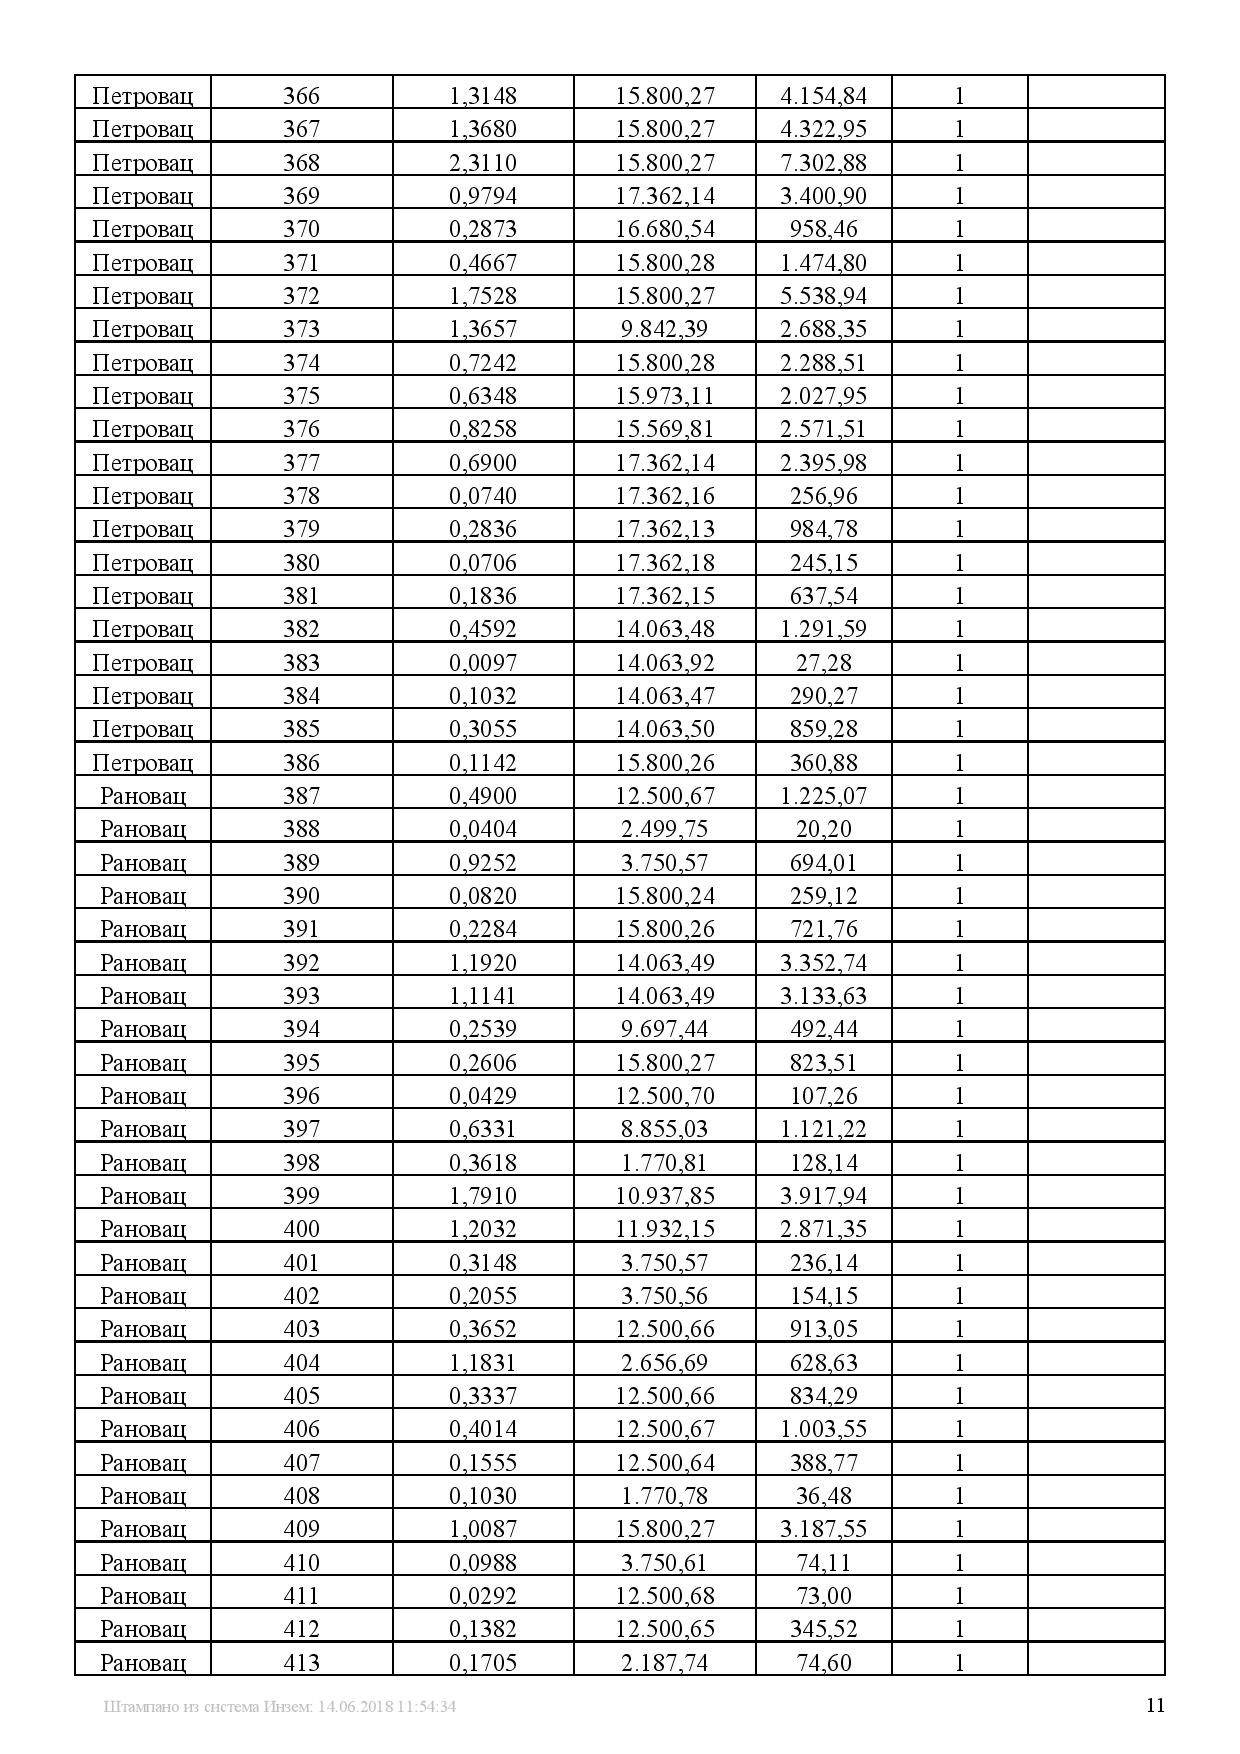 Петровац 366 1,3148 15.800,27 4.154,84 1
Петровац 367 1,3680 15.800,27 4.322,95 1
Петровац 368 2,3110 15.800,27 7.302,88 1
Петровац 369 0,9794 17.362,14 3.400,90 1
Петровац 370 0,2873 16.680,54 958,46 1
Петровац 371 0,4667 15.800,28 1.474,80 1
Петровац 372 1,7528 15.800,27 5.538,94 1
Петровац 373 1,3657 9.842,39 2.688,35 1
Петровац 374 0,7242 15.800,28 2.288,51 1
Петровац 375 0,6348 15.973,11 2.027,95 1
Петровац 376 0,8258 15.569,81 2.571,51 1
Петровац 377 0,6900 17.362,14 2.395,98 1
Петровац 378 0,0740 17.362,16 256,96 1
Петровац 379 0,2836 17.362,13 984,78 1
Петровац 380 0,0706 17.362,18 245,15 1
Петровац 381 0,1836 17.362,15 637,54 1
Петровац 382 0,4592 14.063,48 1.291,59 1
Петровац 383 0,0097 14.063,92 27,28 1
Петровац 384 0,1032 14.063,47 290,27 1
Петровац 385 0,3055 14.063,50 859,28 1
Петровац 386 0,1142 15.800,26 360,88 1
Рановац 387 0,4900 12.500,67 1.225,07 1
Рановац 388 0,0404 2.499,75 20,20 1
Рановац 389 0,9252 3.750,57 694,01 1
Рановац 390 0,0820 15.800,24 259,12 1
Рановац 391 0,2284 15.800,26 721,76 1
Рановац 392 1,1920 14.063,49 3.352,74 1
Рановац 393 1,1141 14.063,49 3.133,63 1
Рановац 394 0,2539 9.697,44 492,44 1
Рановац 395 0,2606 15.800,27 823,51 1
Рановац 396 0,0429 12.500,70 107,26 1
Рановац 397 0,6331 8.855,03 1.121,22 1
Рановац 398 0,3618 1.770,81 128,14 1
Рановац 399 1,7910 10.937,85 3.917,94 1
Рановац 400 1,2032 11.932,15 2.871,35 1
Рановац 401 0,3148 3.750,57 236,14 1
Рановац 402 0,2055 3.750,56 154,15 1
Рановац 403 0,3652 12.500,66 913,05 1
Рановац 404 1,1831 2.656,69 628,63 1
Рановац 405 0,3337 12.500,66 834,29 1
Рановац 406 0,4014 12.500,67 1.003,55 1
Рановац 407 0,1555 12.500,64 388,77 1
Рановац 408 0,1030 1.770,78 36,48 1
Рановац 409 1,0087 15.800,27 3.187,55 1
Рановац 410 0,0988 3.750,61 74,11 1
Рановац 411 0,0292 12.500,68 73,00 1
Рановац 412 0,1382 12.500,65 345,52 1
Рановац 413 0,1705 2.187,74 74,60 1
Штампано из система Инзем: 14.06.2018 11:54:34 11